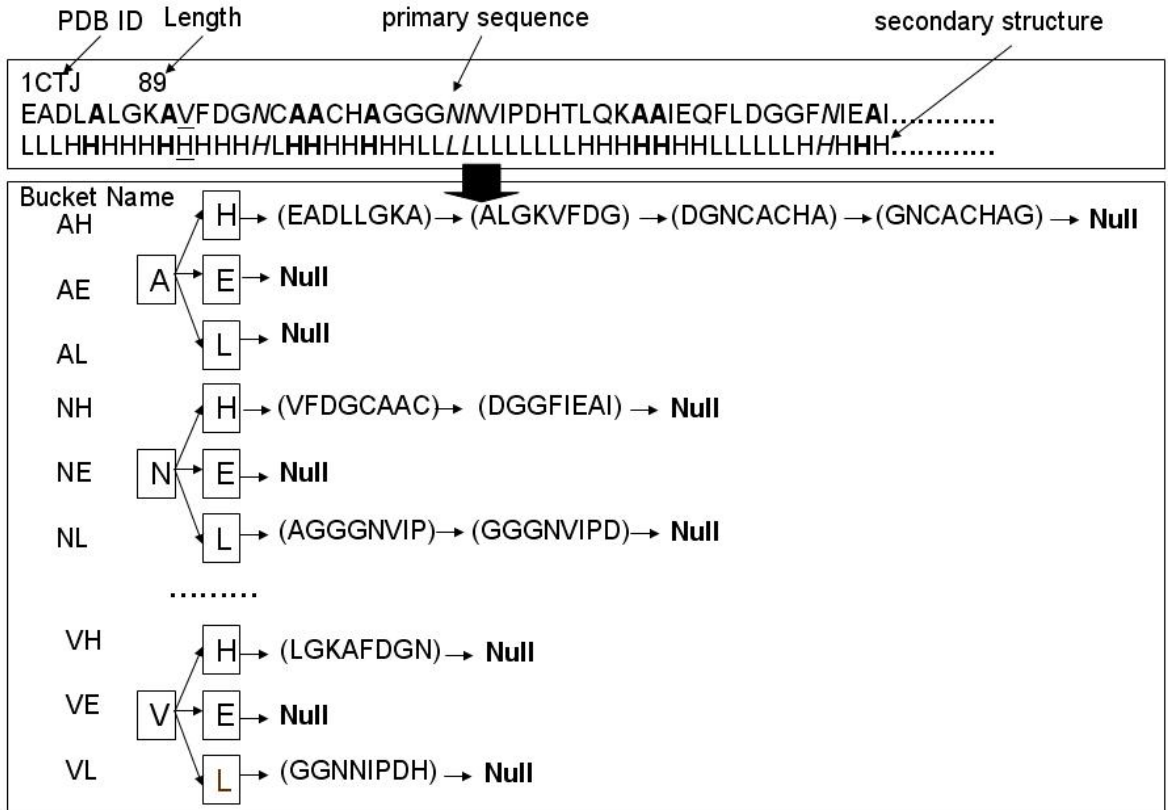 PDB ID Length primary sequence secondary structure
1CTJ 89
EADLALGKAVFDGNCAACHAGGGNNVIPDHTLQKAAIEQFLDGGFNIEAI............
LLLHHHHHHHHHHHLHHHHHHHHLLLLLLLLLLHHHHHHHHLLLLLLHHHHH............
Bucket Name
AH H (EADLLGKA) (ALGKVFDG) (DGNCACHA) (GNCACHAG) Null
A
AE E Null
AL L Null
NH H (VFDGCAAC) (DGGFIEAI) Null
N
NE E Null
NL L (AGGGNVIP) (GGGNVIPD) Null
.........
VH H (LGKAFDGN) Null
V
VE E Null
VL L (GGNNIPDH) Null